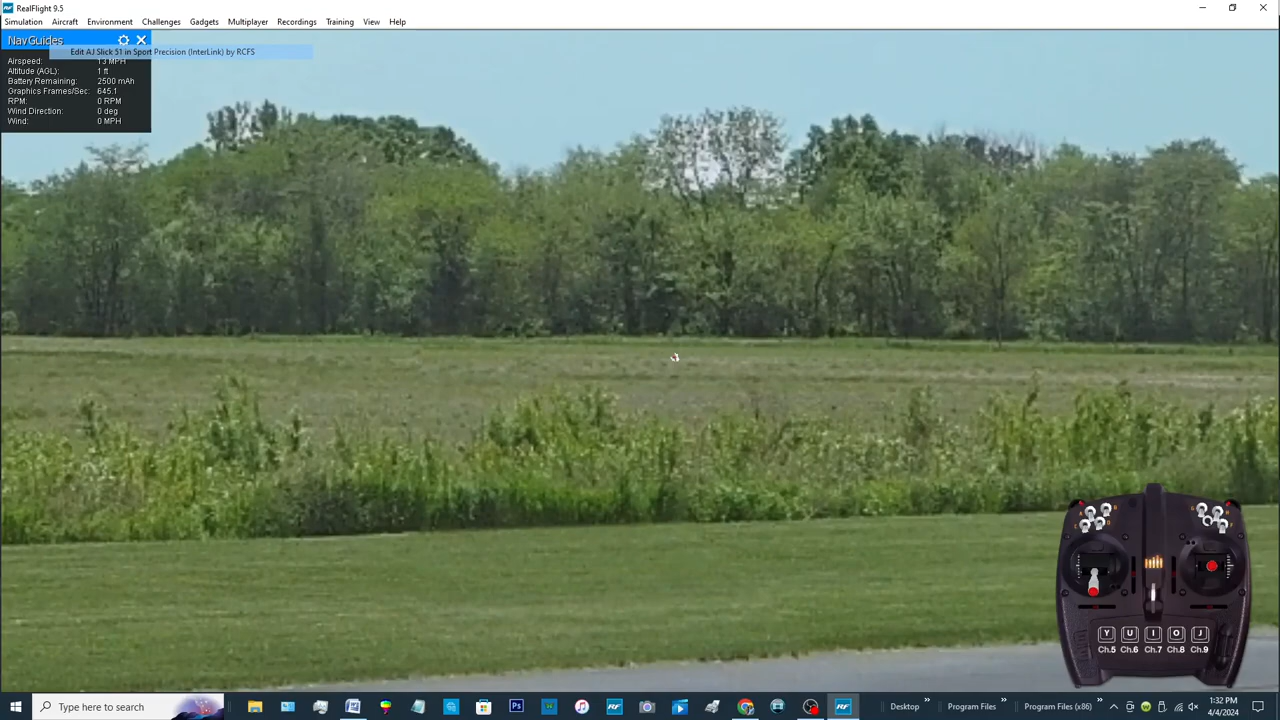 RealFlight 9.5
Simulation Aircraft Environment Challenges Gadgets Multiplayer Recordings Training View Help
NavGuides
Edit AJ Slick 51 in Sport Precision (InterLink) by RCFS
Airspeed: 13 MPH
Altitude (AGL): 1 ft
Battery Remaining: 2500 mAh
Graphics Frames/Sec: 645.1
RPM: 0 RPM
Wind Direction: 0 deg
Wind: 0 MPH
Y U I O J
Ch.5 Ch.6 Ch.7 Ch.8 Ch.9
Type here to search
Desktop
Program Files
Program Files (x86)
1:32 PM
4/4/2024